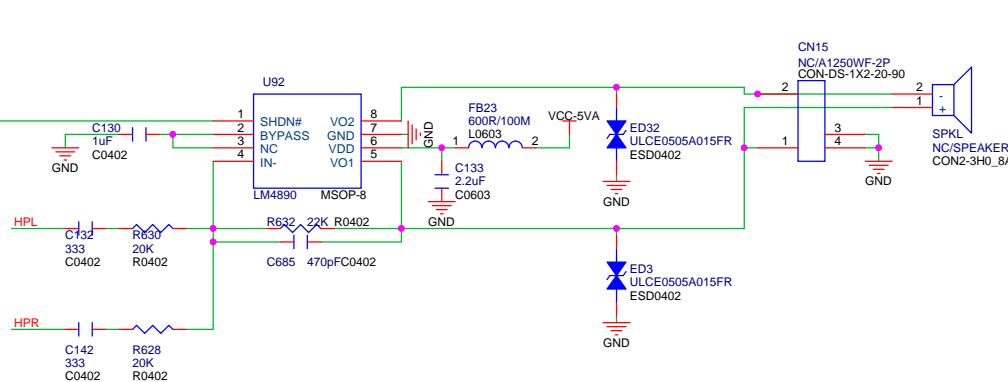 CN15
NC/A1250WF-2P
CON-DS-1X2-20-90
U92
1 SHDN#
2 BYPASS
3 NC
4 IN-
VO2 8
GND 7
VDD 6
VO1 5
LM4890 MSOP-8
GND
C130
1uF
C0402
GND
FB23
600R/100M
L0603
1 2
VCC-5VA
C133
2.2uF
C0603
GND
ED32
ULCE0505A015FR
ESD0402
GND
2
1
3
4
GND
2 -
1 +
SPKL
NC/SPEAKER
CON2-3H0_8A
HPL
C132
333
C0402
R630
20K
R0402
R632 22K R0402
C685 470pFC0402
ED3
ULCE0505A015FR
ESD0402
GND
HPR
C142
333
C0402
R628
20K
R0402